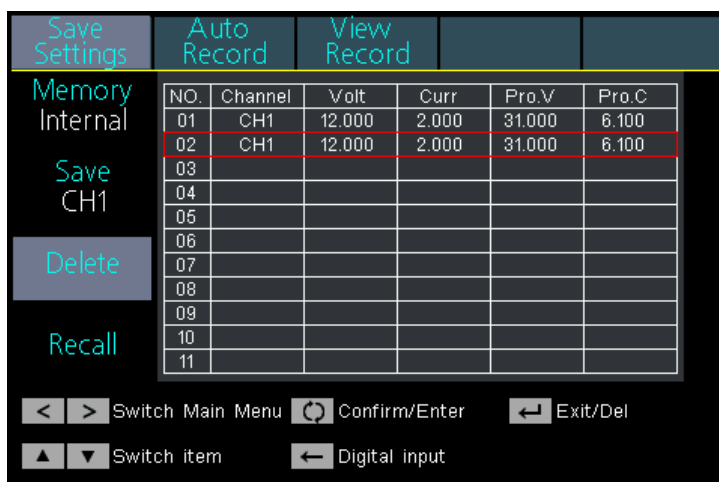 Save Settings Auto Record View Record
Memory
Internal
Save
CH1
Delete
Recall
NO. Channel Volt Curr Pro.V Pro.C
01 CH1 12.000 2.000 31.000 6.100
02 CH1 12.000 2.000 31.000 6.100
03
04
05
06
07
08
09
10
11
< > Switch Main Menu Confirm/Enter Exit/Del
Switch item Digital input